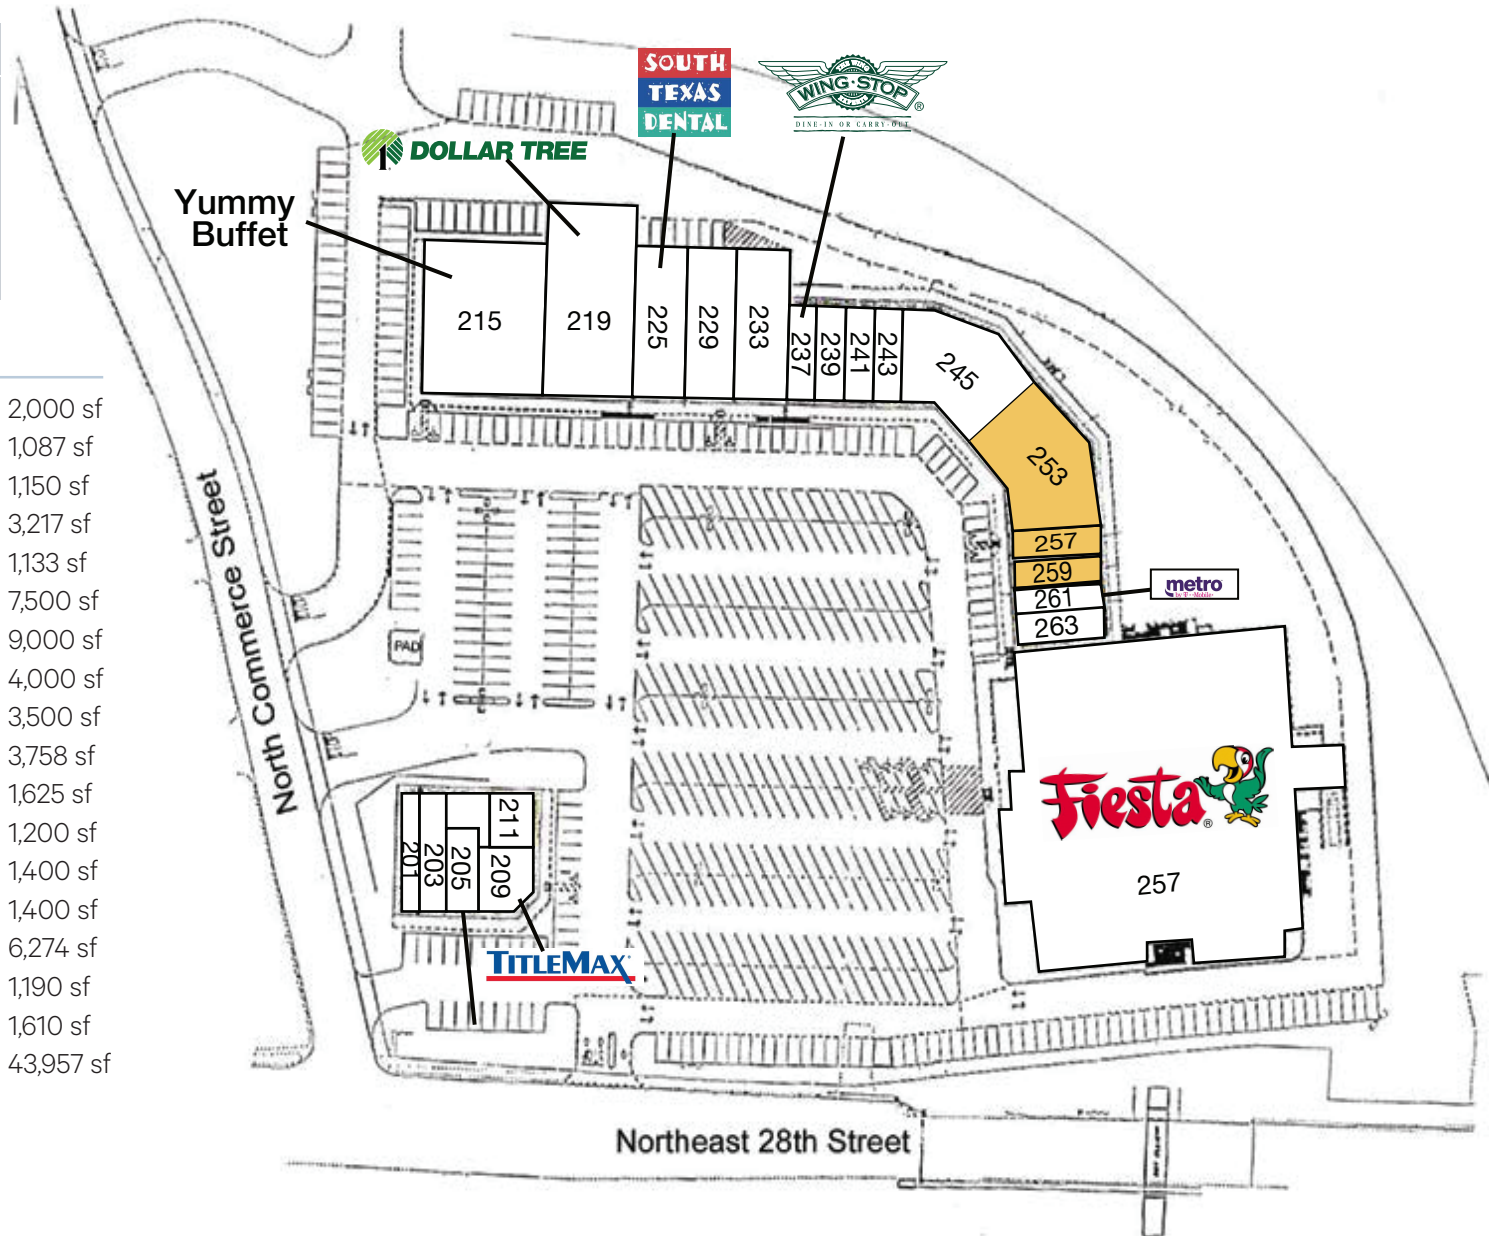 2,000 sf
1,087 sf
1,150 sf
3,217 sf
1,133 sf
7,500 sf
9,000 sf
4,000 sf
3,500 sf
3,758 sf
1,625 sf
1,200 sf
1,400 sf
1,400 sf
6,274 sf
1,190 sf
1,610 sf
43,957 sf
SOUTH
TEXAS
DENTAL
WING·STOP
®
DINE-IN OR CARRY-OUT
DOLLAR TREE
Yummy
Buffet
215
219
225
229
233
237
239
241
243
245
253
257
259
261
263
metro
by T-Mobile
North Commerce Street
PAD
Fiesta®
257
201
203
205
209
211
TITLEMAX
Northeast 28th Street